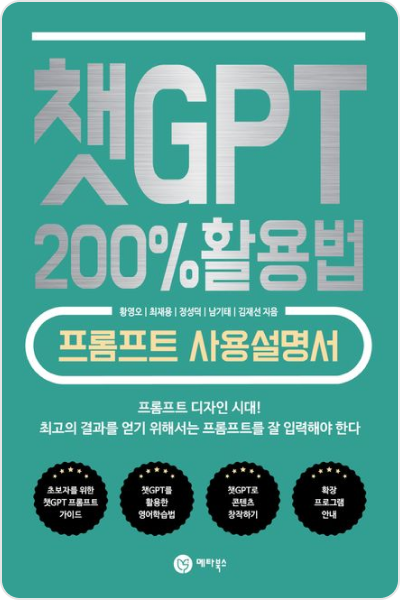 챗GPT
200%활용법
황영오 | 최재용 | 정성덕 | 남기태 | 김재선 지음
프롬프트 사용설명서
프롬프트 디자인 시대!
최고의 결과를 얻기 위해서는 프롬프트를 잘 입력해야 한다
초보자를 위한
챗GPT 프롬프트
가이드
챗GPT를
활용한
영어학습법
챗GPT로
콘텐츠
창작하기
확장
프로그램
안내
메타북스